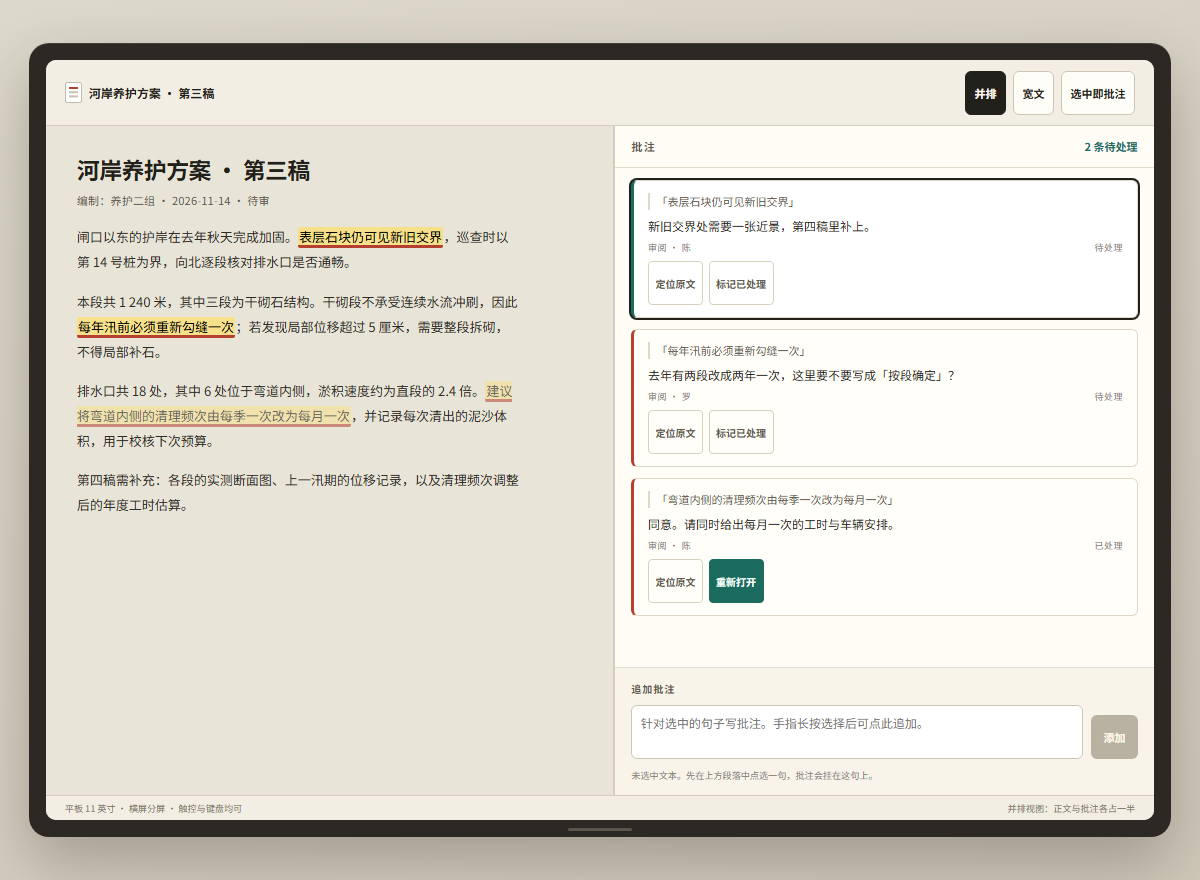 河岸养护方案 • 第三稿
并排
宽文
选中即批注
河岸养护方案 • 第三稿
编制：养护二组 • 2026-11-14 • 待审
闸口以东的护岸在去年秋天完成加固。表层石块仍可见新旧交界，巡查时以
第 14 号桩为界，向北逐段核对排水口是否通畅。
本段共 1 240 米，其中三段为干砌石结构。干砌段不承受连续水流冲刷，因此
每年汛前必须重新勾缝一次；若发现局部位移超过 5 厘米，需要整段拆砌，
不得局部补石。
排水口共 18 处，其中 6 处位于弯道内侧，淤积速度约为直段的 2.4 倍。建议
将弯道内侧的清理频次由每季一次改为每月一次，并记录每次清出的泥沙体
积，用于校核下次预算。
第四稿需补充：各段的实测断面图、上一汛期的位移记录，以及清理频次调整
后的年度工时估算。
批注
2 条待处理
「表层石块仍可见新旧交界」
新旧交界处需要一张近景，第四稿里补上。
审阅 • 陈
待处理
定位原文
标记已处理
「每年汛前必须重新勾缝一次」
去年有两段改成两年一次，这里要不要写成「按段确定」？
审阅 • 罗
待处理
定位原文
标记已处理
「弯道内侧的清理频次由每季一次改为每月一次」
同意。请同时给出每月一次的工时与车辆安排。
审阅 • 陈
已处理
定位原文
重新打开
追加批注
针对选中的句子写批注。手指长按选择后可点此追加。
添加
未选中文本。先在上方段落中点选一句，批注会挂在这句上。
平板 11 英寸 • 横屏分屏 • 触控与键盘均可
并排视图：正文与批注各占一半